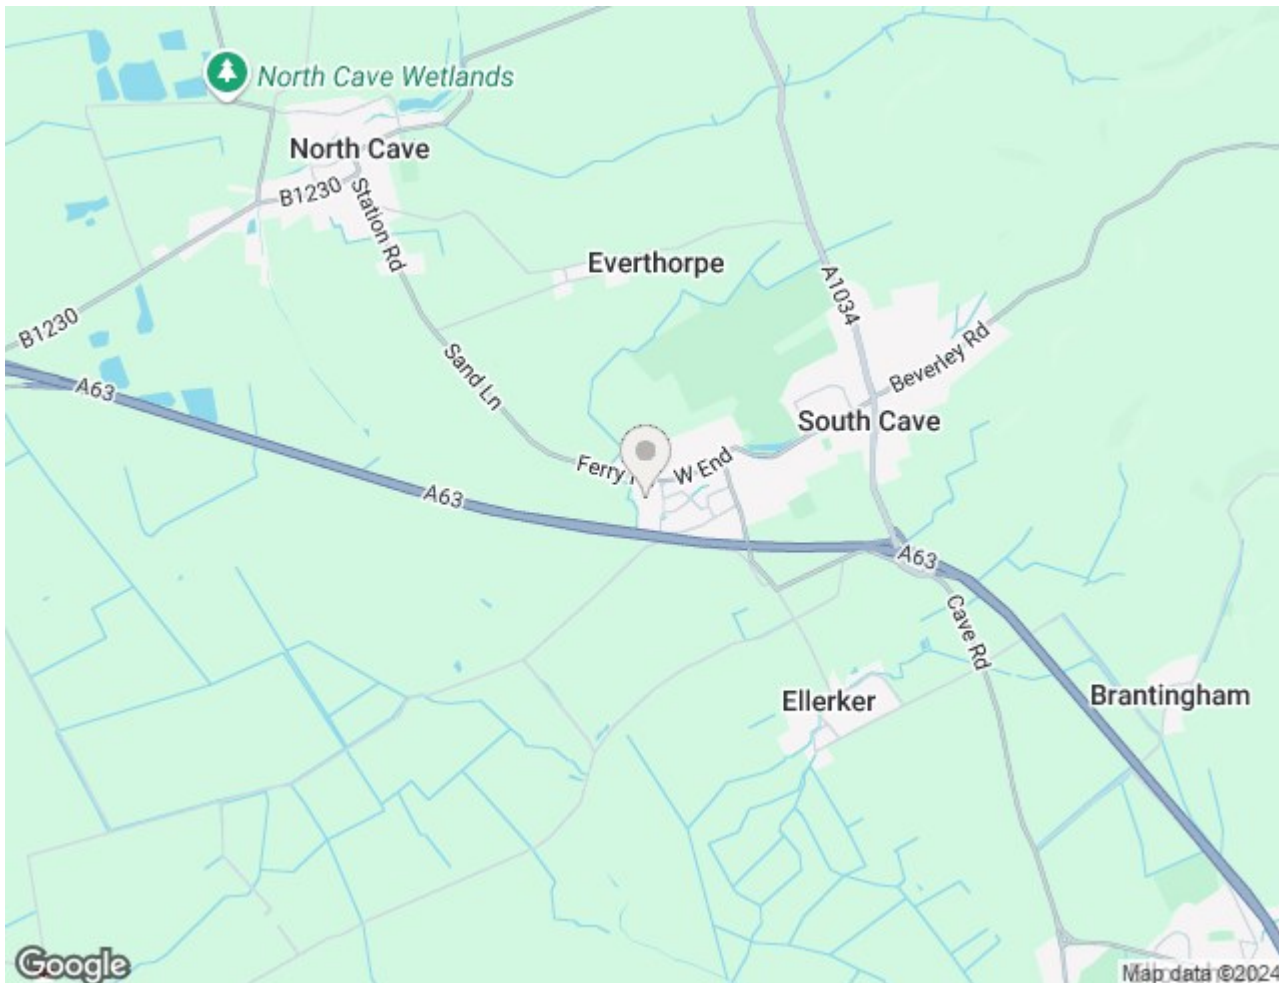 North Cave Wetlands
North Cave
B1230
Station Rd
Everthorpe
A1034
B1230
Beverley Rd
A63
Sand Ln
South Cave
Ferry
W End
A63
A63
Cave Rd
Ellerker
Brantingham
Google
Map data ©2024